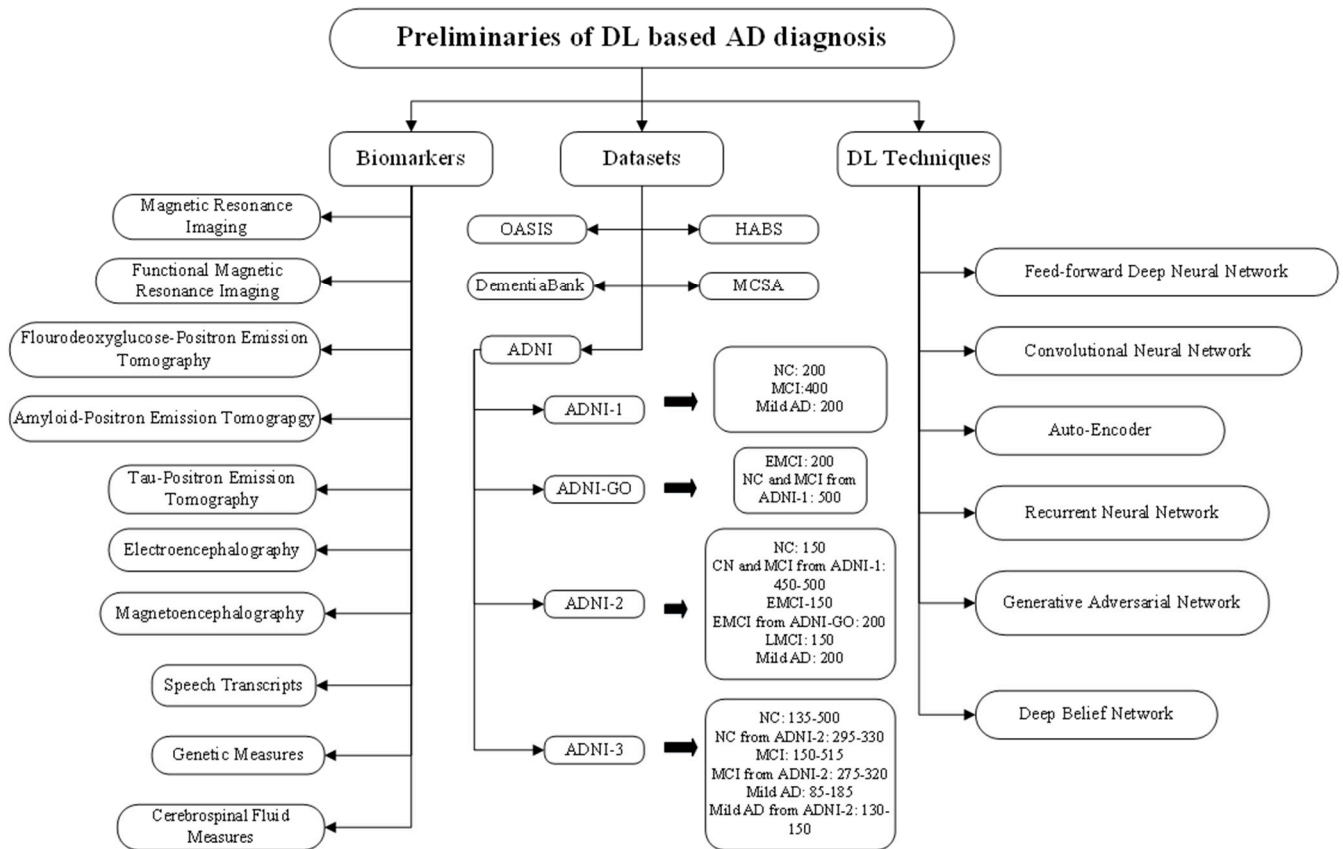 Preliminaries of DL based AD diagnosis
Biomarkers
Datasets
DL Techniques
Magnetic Resonance
Imaging
Functional Magnetic
Resonance Imaging
Flourodeoxyglucose-Positron Emission
Tomography
Amyloid-Positron Emission Tomograpgy
Tau-Positron Emission
Tomography
Electroencephalography
Magnetoencephalography
Speech Transcripts
Genetic Measures
Cerebrospinal Fluid
Measures
OASIS
HABS
DementiaBank
MCSA
ADNI
ADNI-1
NC: 200
MCI:400
Mild AD: 200
ADNI-GO
EMCI: 200
NC and MCI from
ADNI-1: 500
ADNI-2
NC: 150
CN and MCI from ADNI-1:
450-500
EMCI-150
EMCI from ADNI-GO: 200
LMCI: 150
Mild AD: 200
ADNI-3
NC: 135-500
NC from ADNI-2: 295-330
MCI: 150-515
MCI from ADNI-2: 275-320
Mild AD: 85-185
Mild AD from ADNI-2: 130-
150
Feed-forward Deep Neural Network
Convolutional Neural Network
Auto-Encoder
Recurrent Neural Network
Generative Adversarial Network
Deep Belief Network